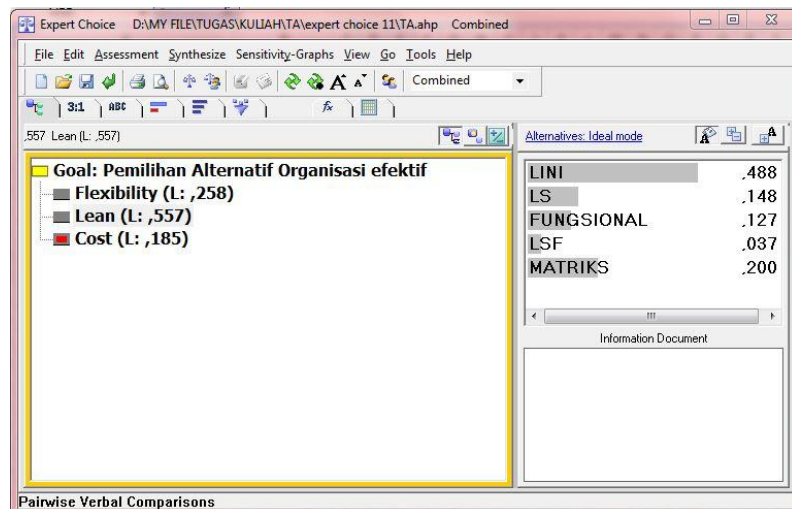 Expert Choice D:\MY FILE\TUGAS\KULIAH\TA\expert choice 11\TA.ahp Combined
File Edit Assessment Synthesize Sensitivity-Graphs View Go Tools Help
A A Combined
3:1 ABC fx
,557 Lean (L: ,557)
Alternatives: Ideal mode
A A
Goal: Pemilihan Alternatif Organisasi efektif
Flexibility (L: ,258)
Lean (L: ,557)
Cost (L: ,185)
LINI ,488
LS ,148
FUNGSIONAL ,127
LSF ,037
MATRIKS ,200
Information Document
Pairwise Verbal Comparisons